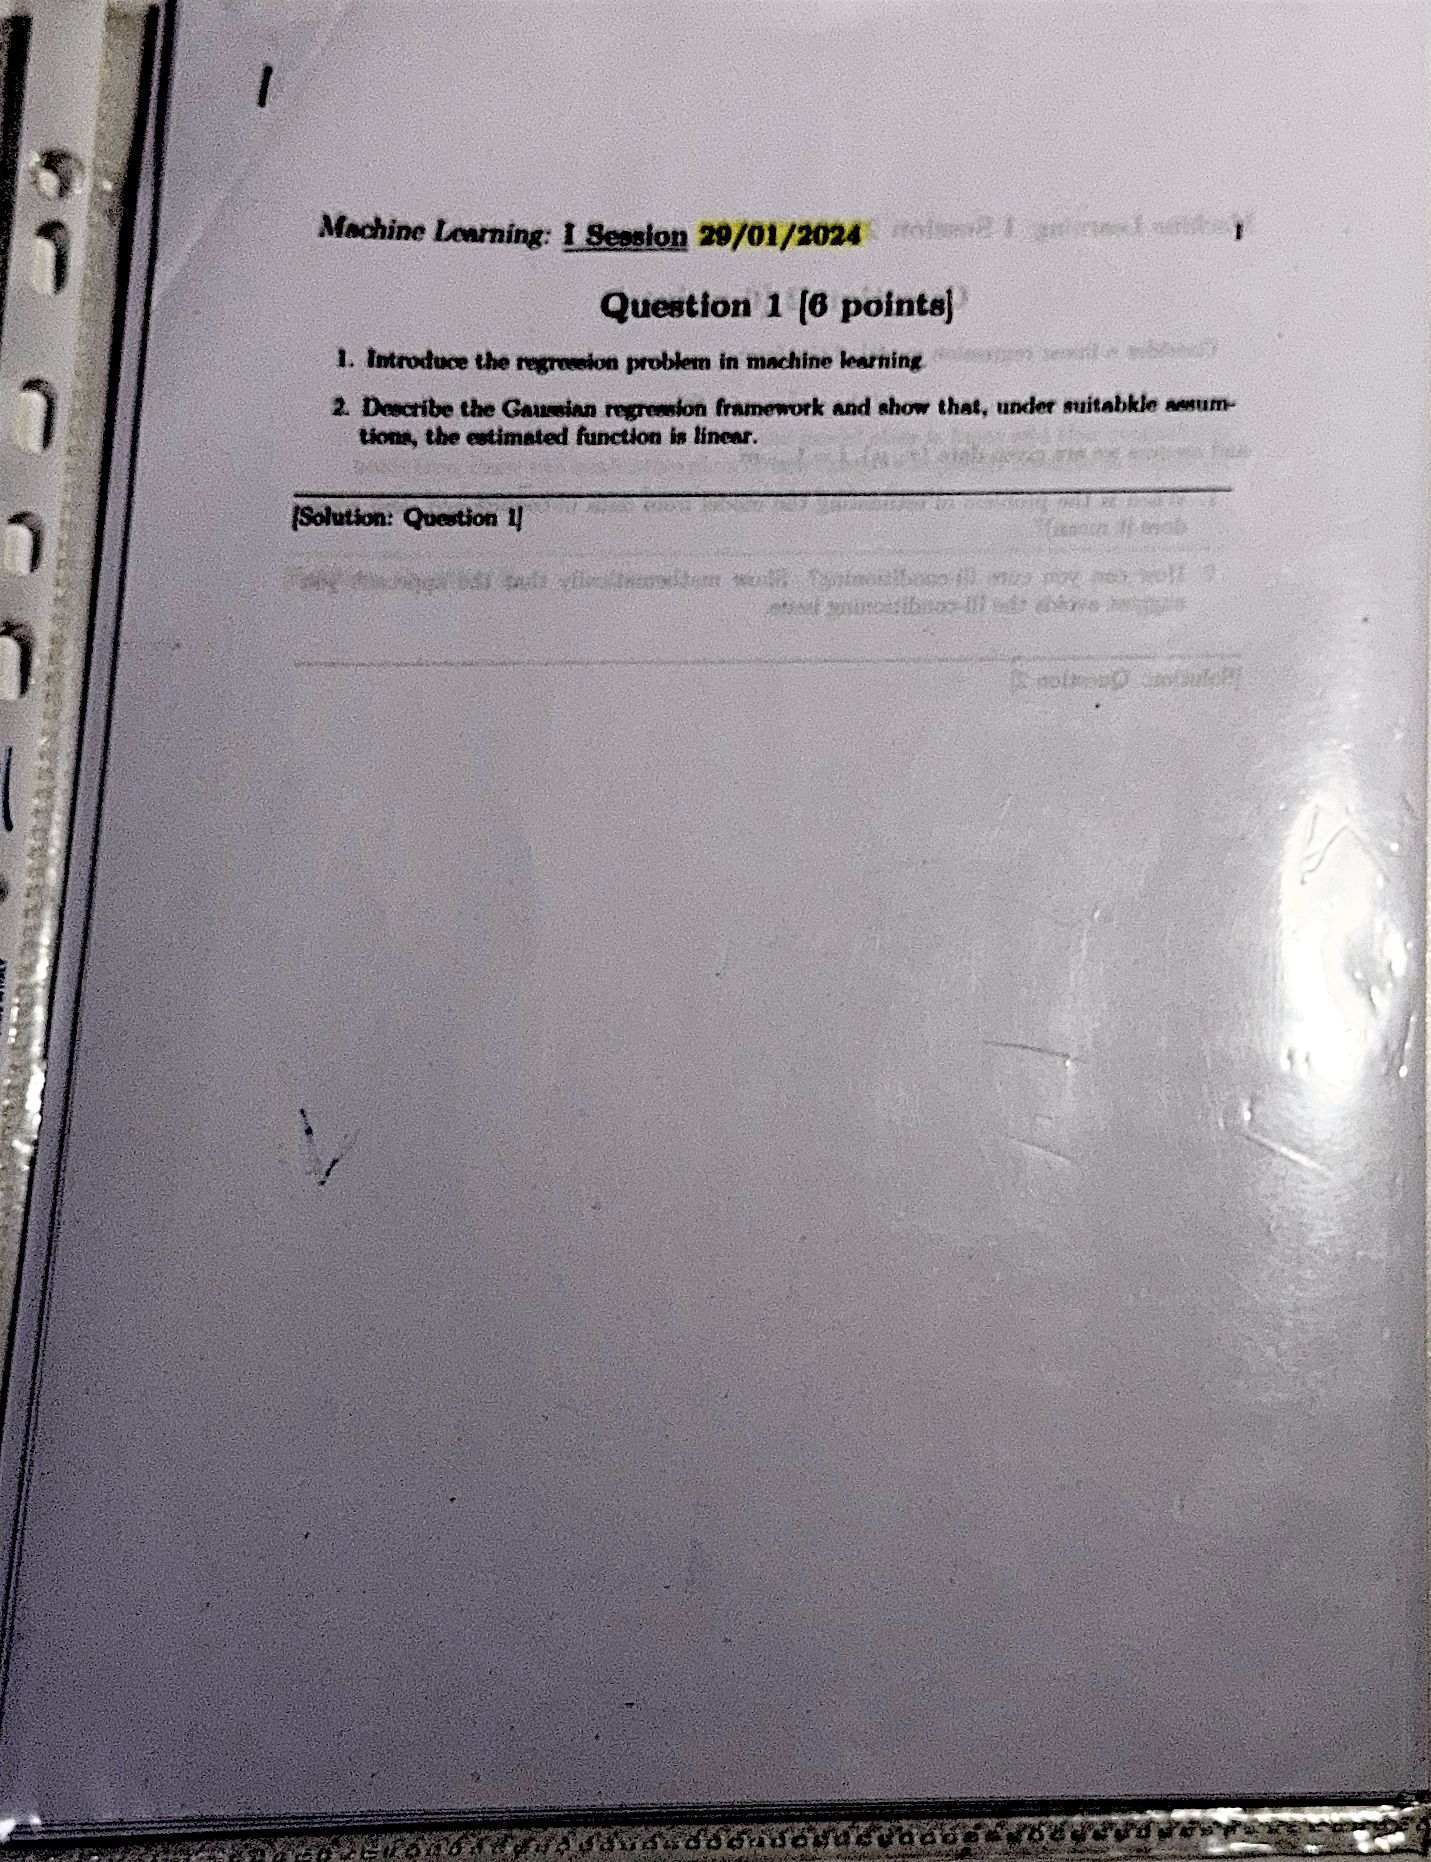 Machine Learning: I Session 29/01/2024 1
Question 1 [6 points]
1. Introduce the regression problem in machine learning
2. Describe the Gaussian regression framework and show that, under suitabkle assum-
tions, the estimated function is linear.
[Solution: Question 1]